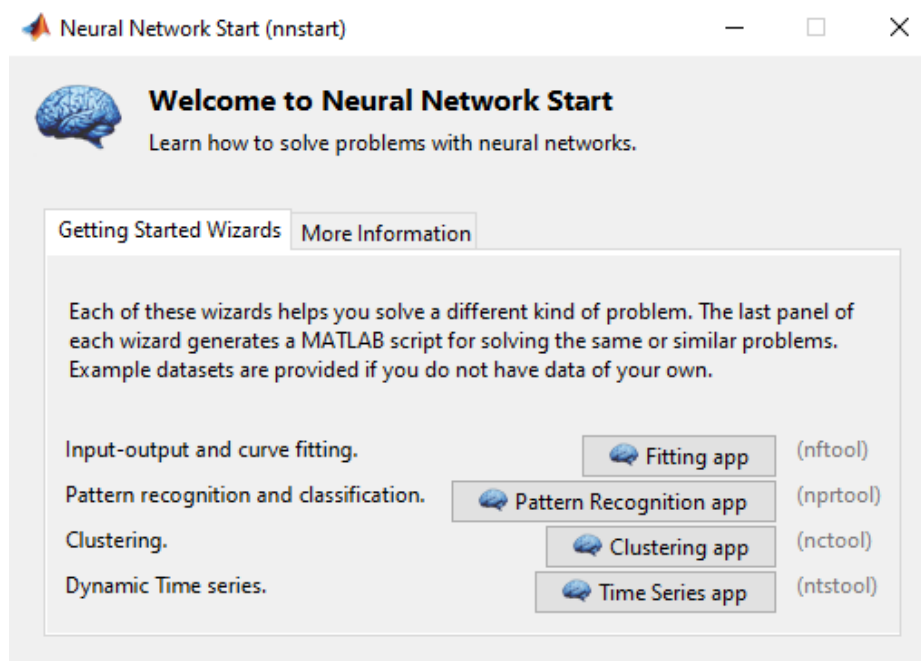 Neural Network Start (nnstart)
Welcome to Neural Network Start
Learn how to solve problems with neural networks.
Getting Started Wizards
More Information
Each of these wizards helps you solve a different kind of problem. The last panel of
each wizard generates a MATLAB script for solving the same or similar problems.
Example datasets are provided if you do not have data of your own.
Input-output and curve fitting. Fitting app (nftool)
Pattern recognition and classification. Pattern Recognition app (nprtool)
Clustering. Clustering app (nctool)
Dynamic Time series. Time Series app (ntstool)